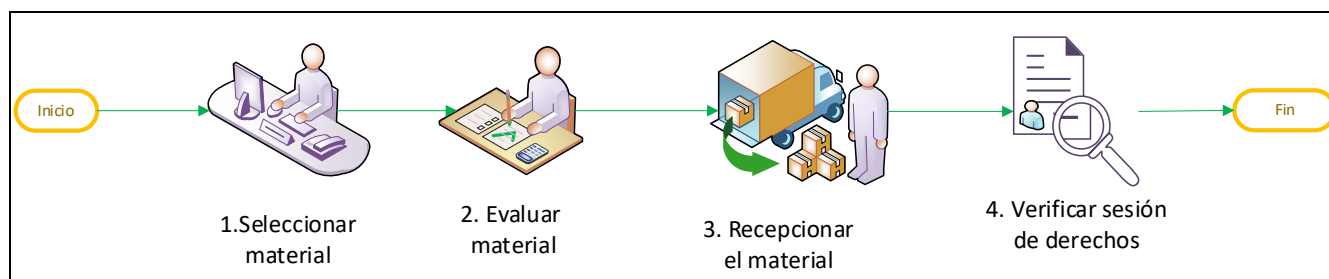 Inicio
Fin
1.Seleccionar
material
2. Evaluar
material
3. Recepcionar
el material
4. Verificar sesión
de derechos